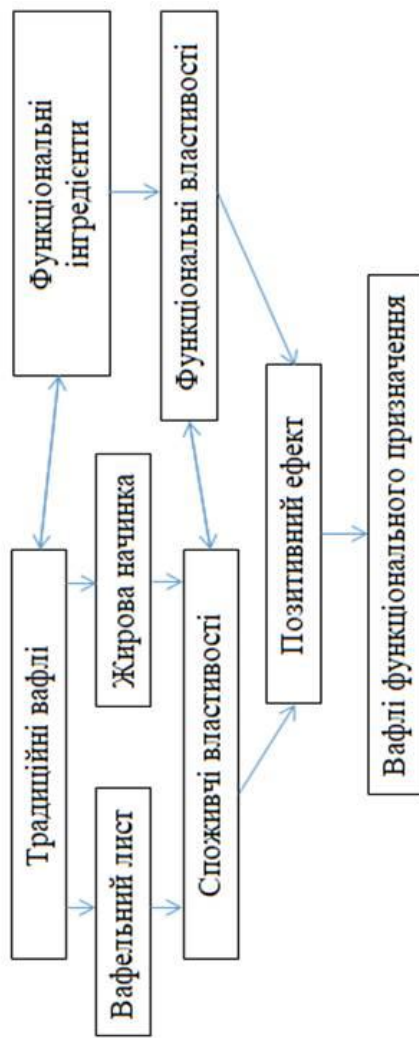 Традиційні вафлі
Функціональні
інгредієнти
Вафельний лист
Жирова начинка
Споживчі властивості
Функціональні властивості
Позитивний ефект
Вафлі функціонального призначення